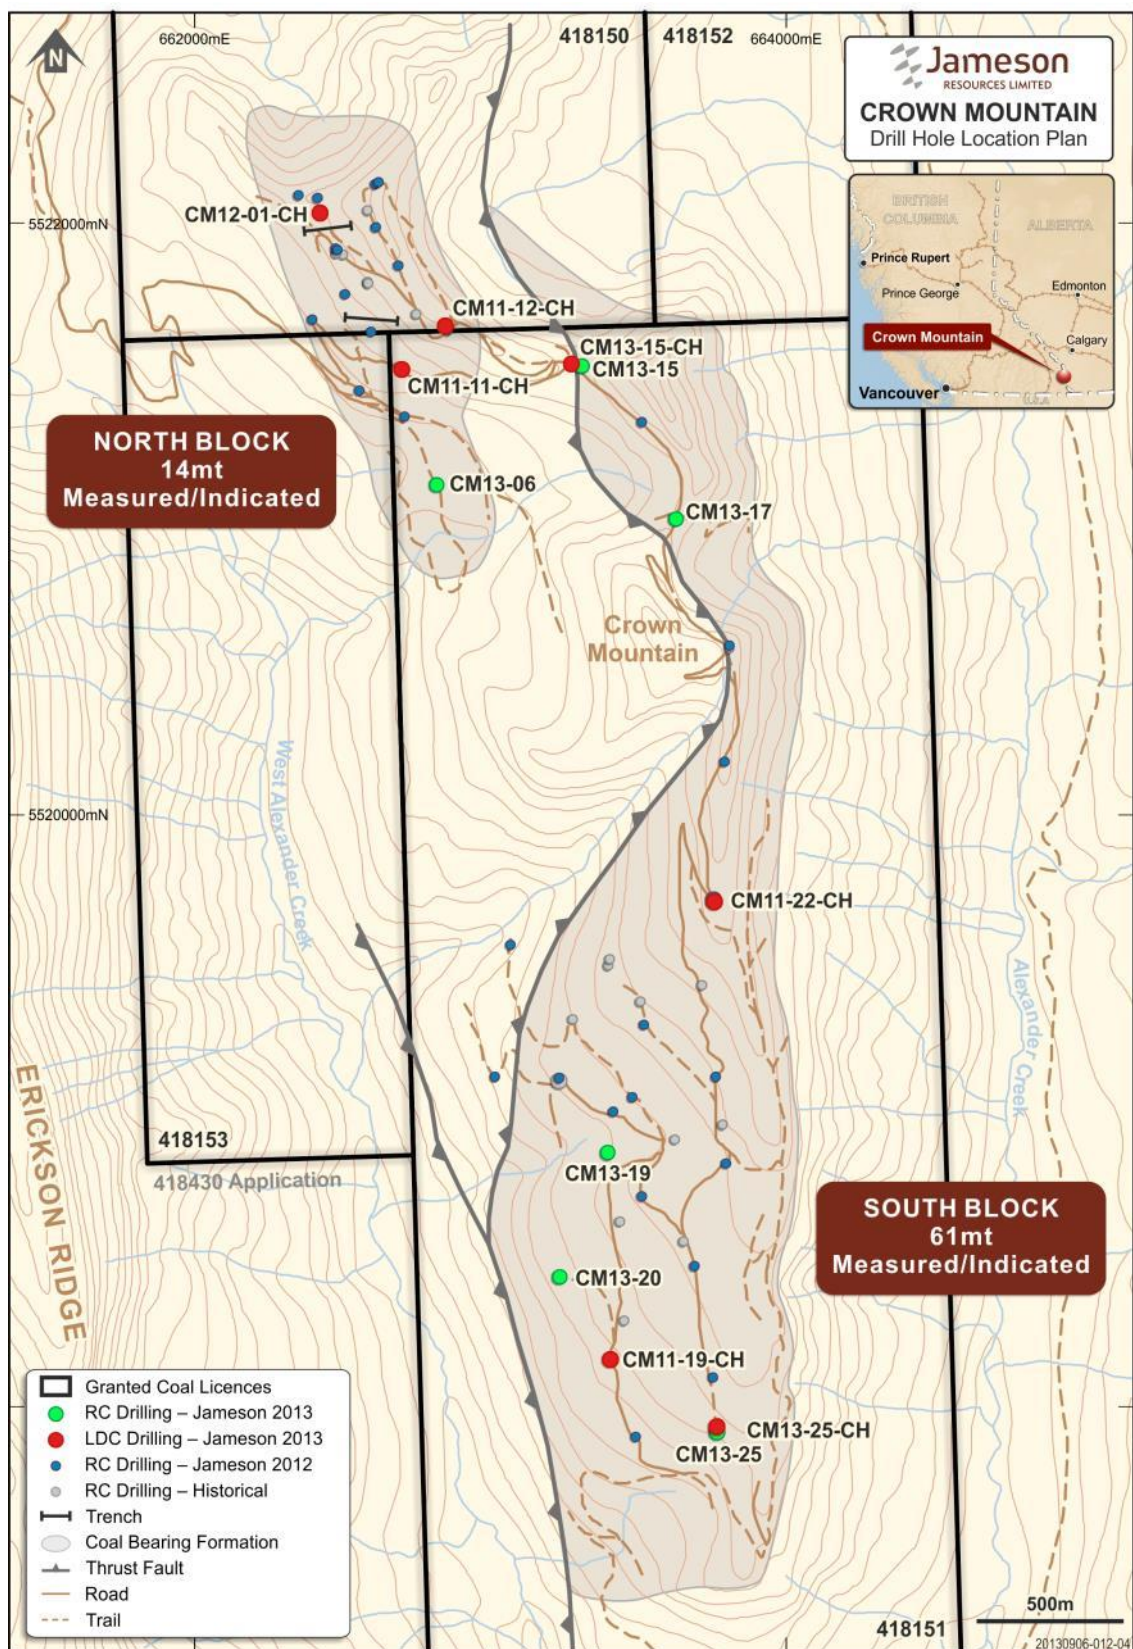 N
662000mE
418150
418152
664000mE
Jameson
RESOURCES LIMITED
CROWN MOUNTAIN
Drill Hole Location Plan
BRITISH
COLUMBIA
ALBERTA
Prince Rupert
Prince George
Edmonton
Crown Mountain
Calgary
Vancouver
U.S.A
5522000mN
CM12-01-CH
CM11-12-CH
CM13-15-CH
CM13-15
CM11-11-CH
NORTH BLOCK
14mt
Measured/Indicated
CM13-06
CM13-17
Crown
Mountain
West Alexander Creek
5520000mN
CM11-22-CH
Alexander Creek
ERICKSON RIDGE
418153
418430 Application
CM13-19
SOUTH BLOCK
61mt
Measured/Indicated
CM13-20
CM11-19-CH
CM13-25-CH
CM13-25
Granted Coal Licences
RC Drilling – Jameson 2013
LDC Drilling – Jameson 2013
RC Drilling – Jameson 2012
RC Drilling – Historical
Trench
Coal Bearing Formation
Thrust Fault
Road
Trail
418151
500m
20130906-012-04